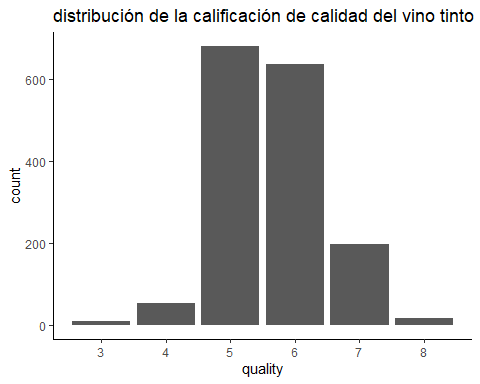 distribución de la calificación de calidad del vino tinto
600
400
200
0
count
3 4 5 6 7 8
quality